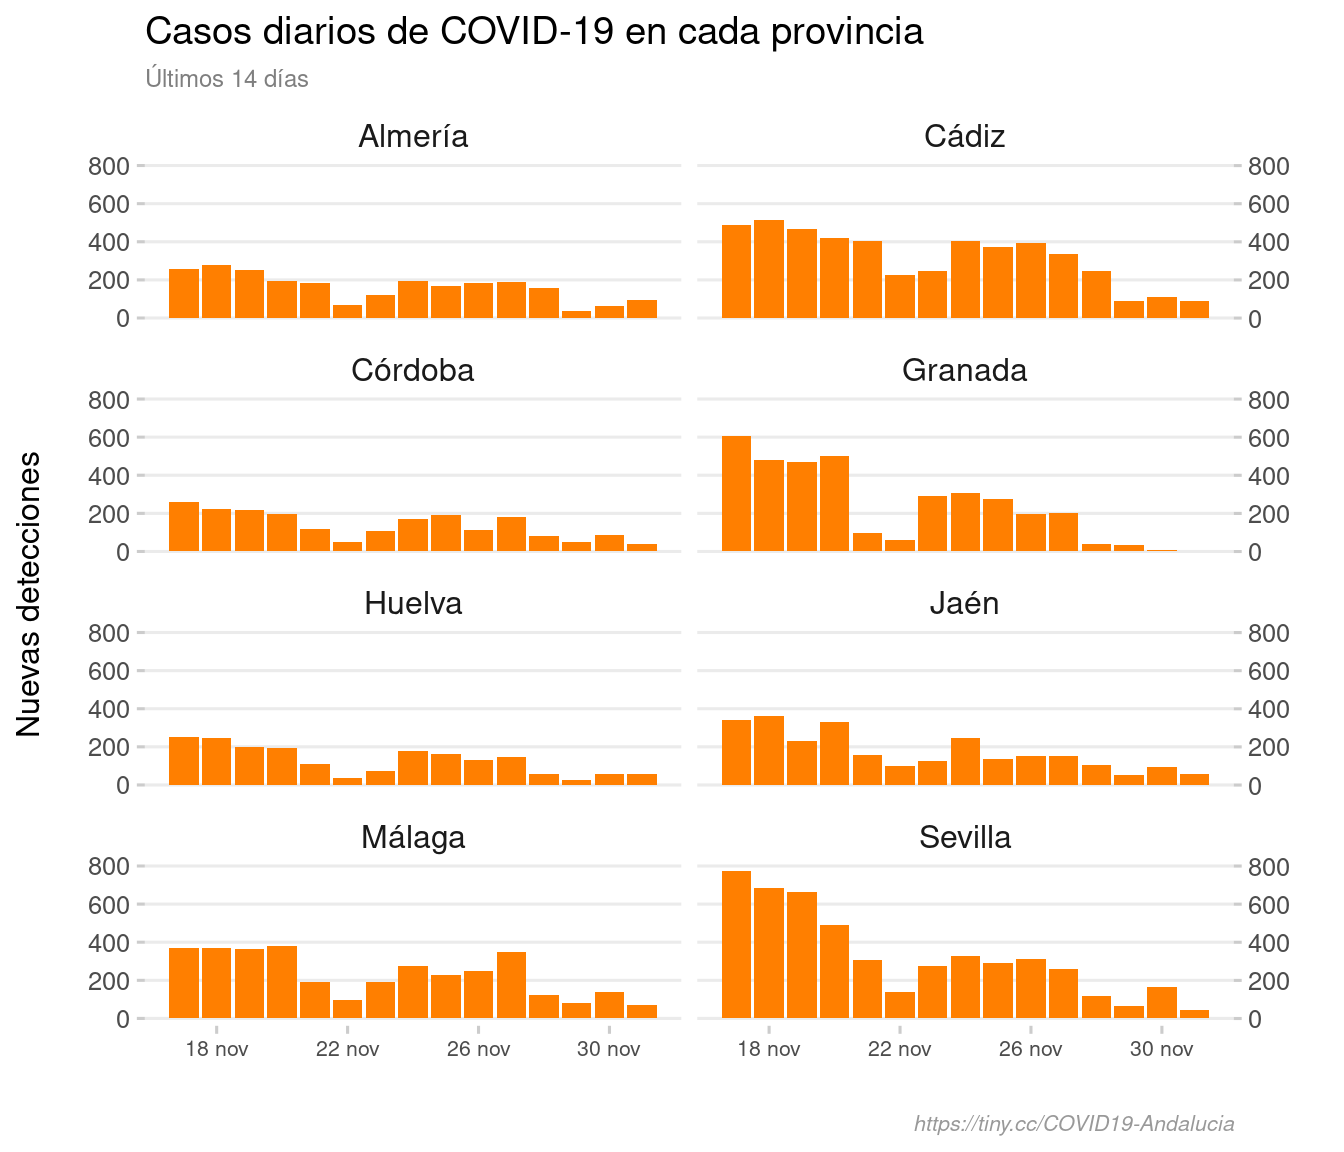 Casos diarios de COVID-19 en cada provincia
Últimos 14 días
Nuevas detecciones
Almería
Cádiz
800
600
400
200
0
800
600
400
200
0
Córdoba
Granada
800
600
400
200
0
800
600
400
200
0
Huelva
Jaén
800
600
400
200
0
800
600
400
200
0
Málaga
Sevilla
800
600
400
200
0
800
600
400
200
0
18 nov 22 nov 26 nov 30 nov
18 nov 22 nov 26 nov 30 nov
https://tiny.cc/COVID19-Andalucia